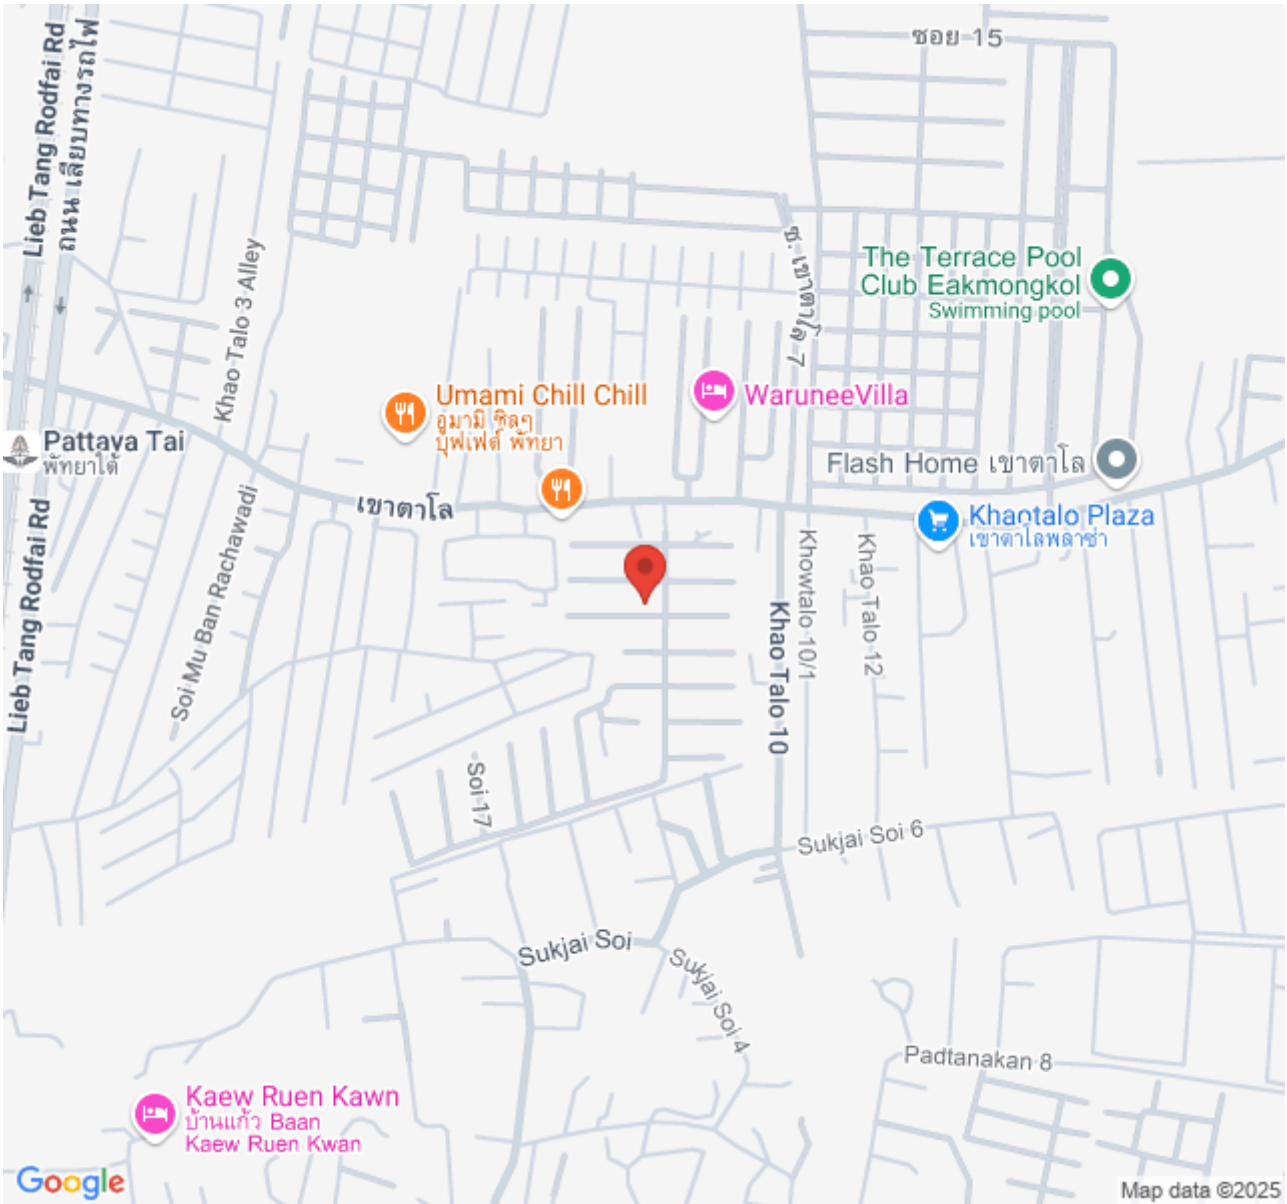 ซอย 15
Lieb Tang Rodfai Rd
ถนน เลียบทางรถไฟ
Khao Talo 3 Alley
ซ. เขาตาโล 7
The Terrace Pool
Club Eakmongkol
Swimming pool
Umami Chill Chill
อูมามิ ชิลๆ
บุฟเฟต์ พัทยา
WaruneeVilla
Pattaya Tai
พัทยาใต้
Flash Home เขาตาโล
เขาตาโล
Khaotalo Plaza
เขาตาโลพลาซ่า
Soi Mu Ban Rachawadi
Lieb Tang Rodfai Rd
Khao Talo 10
Khowtalo 10/1
Khao Talo 12
Soi 17
Sukjai Soi 6
Sukjai Soi
Sukjai Soi 4
Padtanakan 8
Kaew Ruen Kawn
บ้านแก้ว Baan
Kaew Ruen Kwan
Google
Map data ©2025